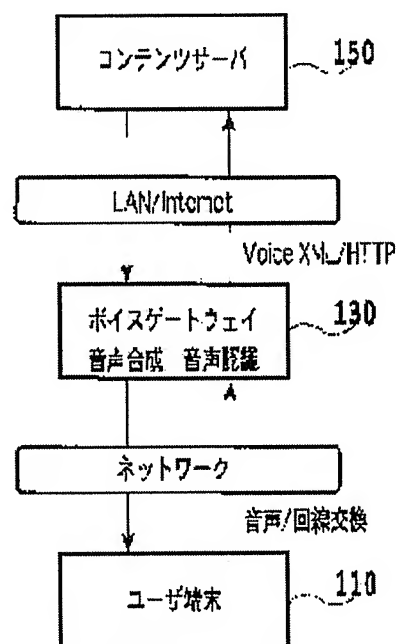 コンテンツサーバ
150
LAN/Internet
Voice XML/HTTP
ボイスゲートウェイ
130
音声合成 音声認識
ネットワーク
音声/回線交換
ユーザ端末
110